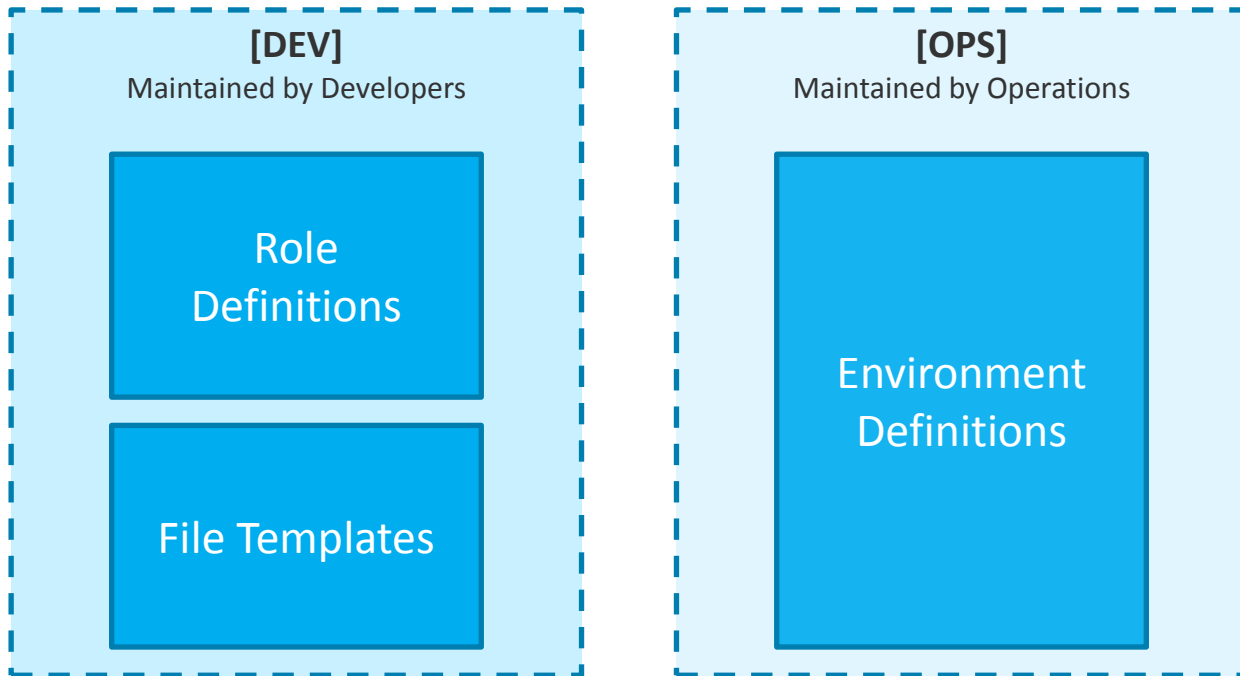 [DEV]
Maintained by Developers
Role
Definitions
File Templates
[OPS]
Maintained by Operations
Environment
Definitions